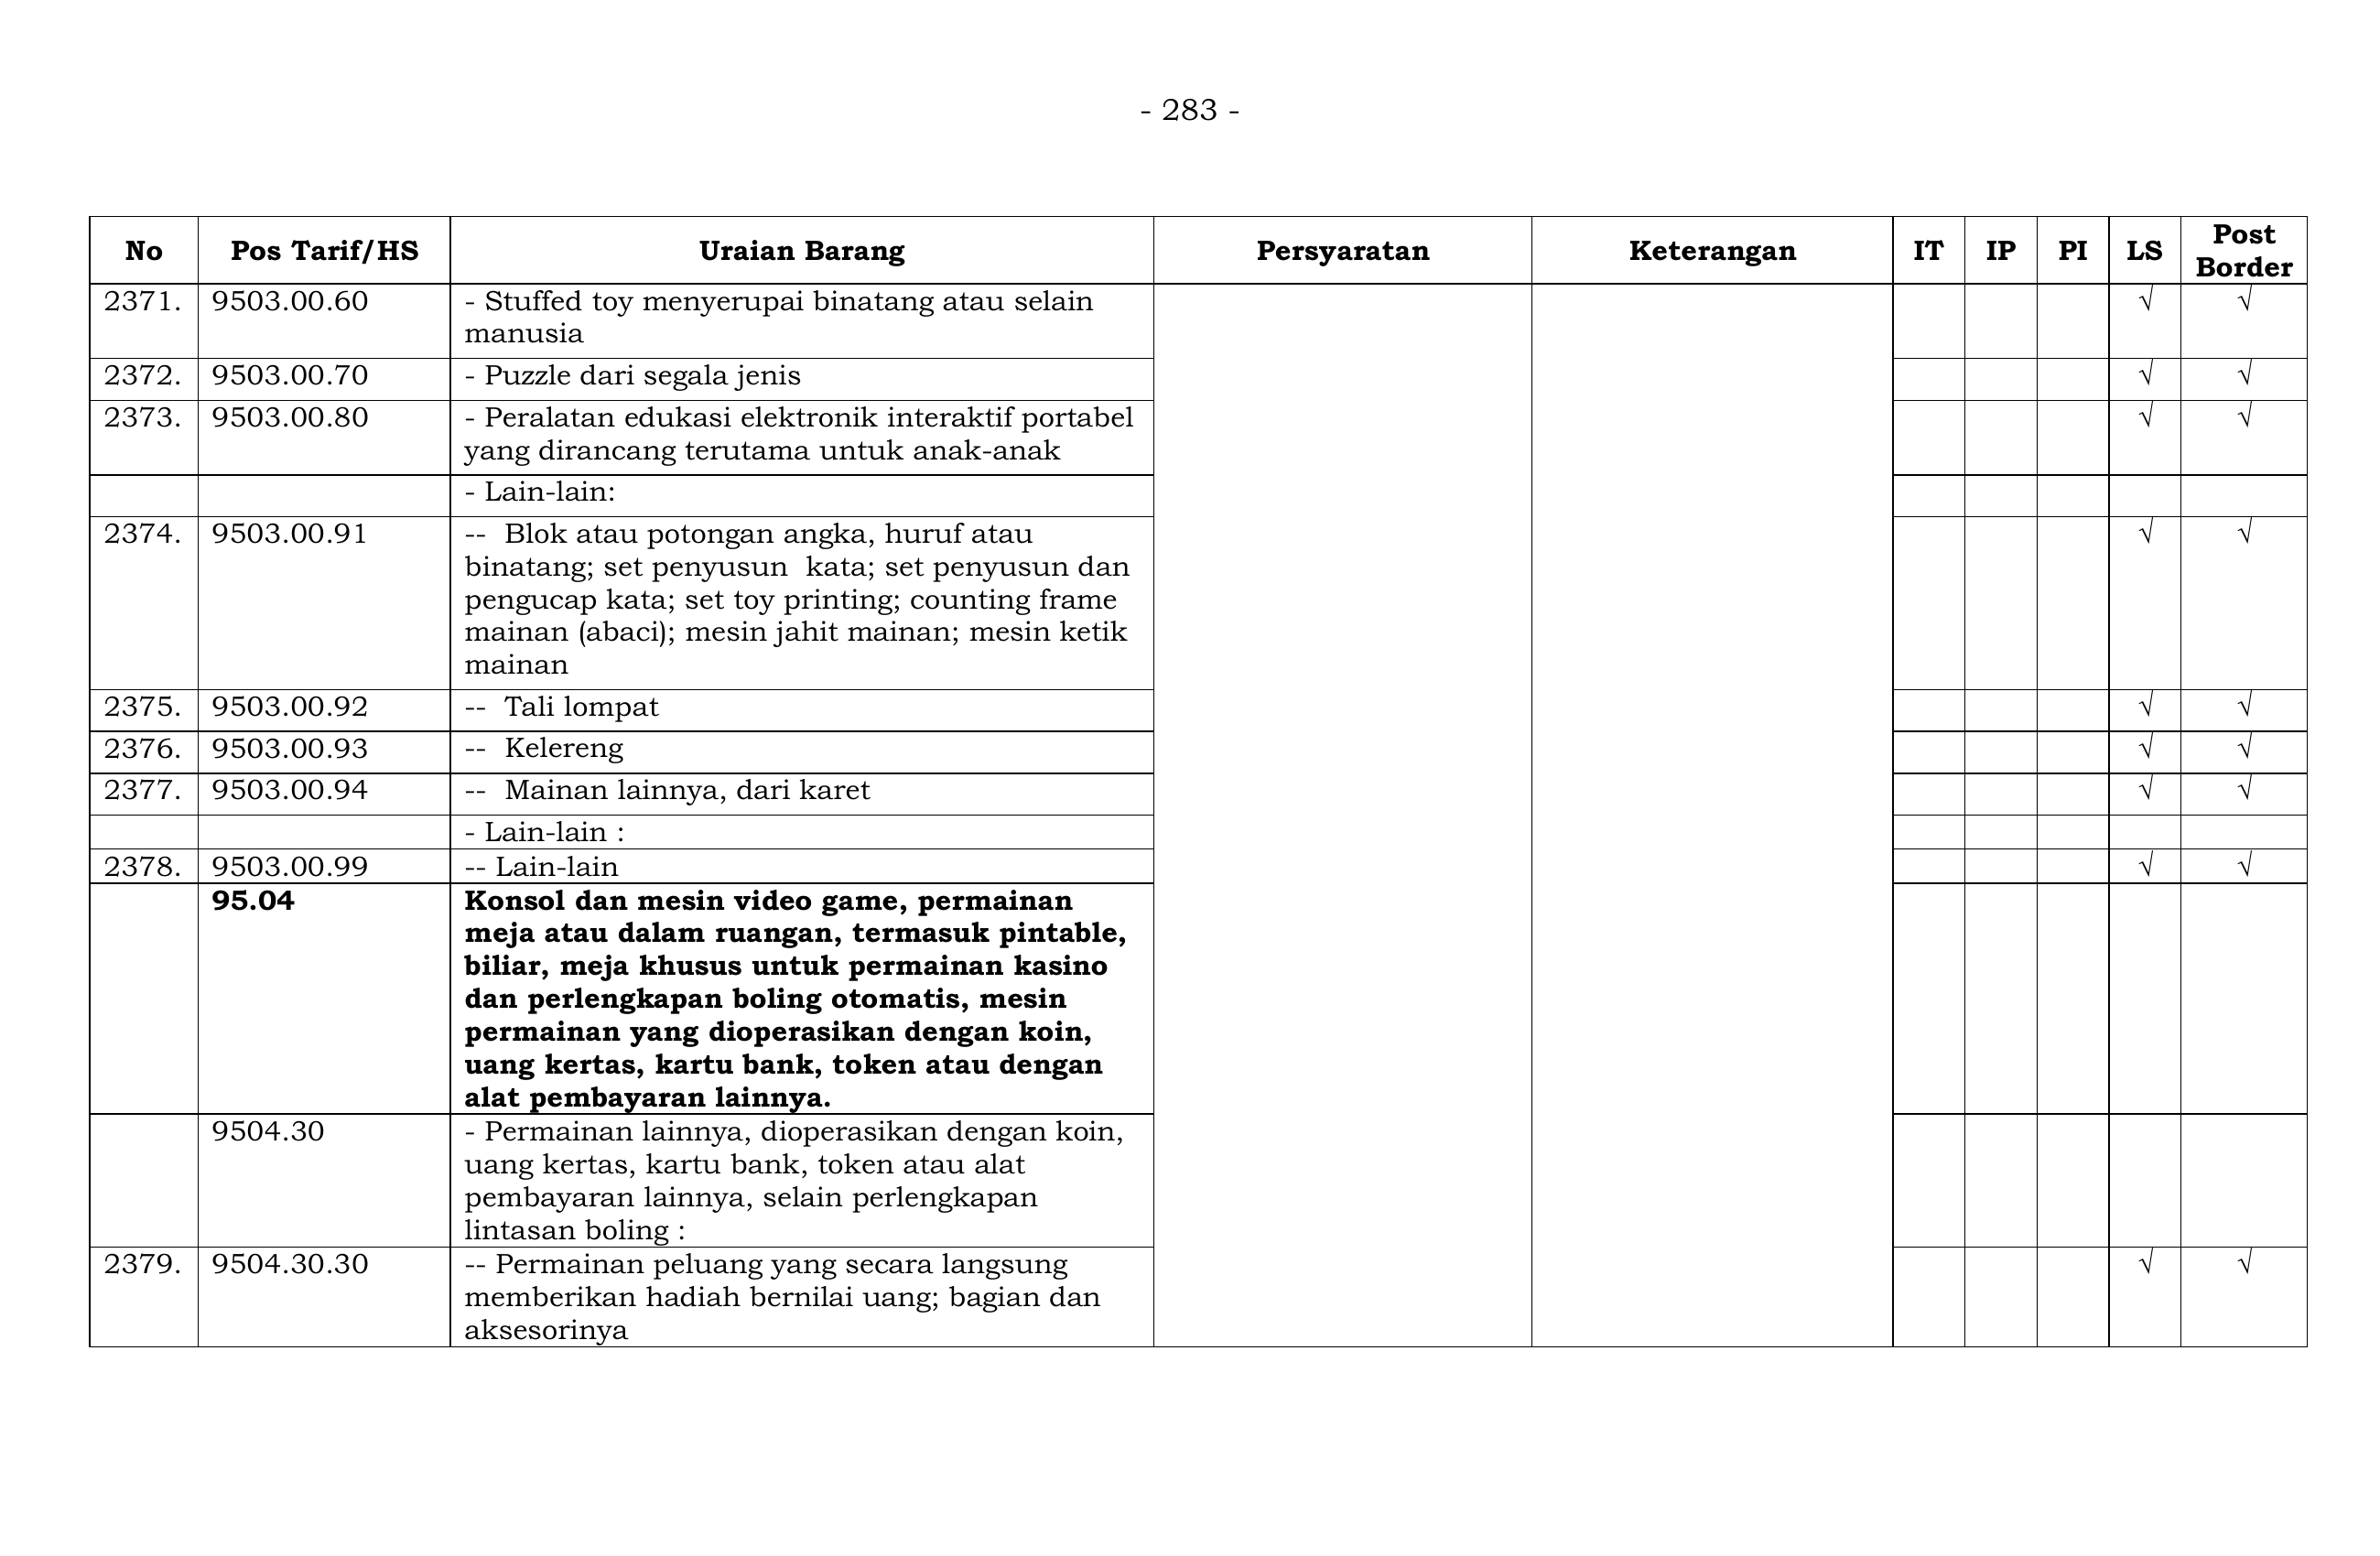 - 283 -
No Pos Tarif/HS Uraian Barang Persyaratan Keterangan IT IP PI LS Post Border
2371. 9503.00.60 - Stuffed toy menyerupai binatang atau selain √ √
manusia
2372. 9503.00.70 - Puzzle dari segala jenis √ √
2373. 9503.00.80 - Peralatan edukasi elektronik interaktif portabel √ √
yang dirancang terutama untuk anak-anak
- Lain-lain:
2374. 9503.00.91 -- Blok atau potongan angka, huruf atau √ √
binatang; set penyusun kata; set penyusun dan
pengucap kata; set toy printing; counting frame
mainan (abaci); mesin jahit mainan; mesin ketik
mainan
2375. 9503.00.92 -- Tali lompat √ √
2376. 9503.00.93 -- Kelereng √ √
2377. 9503.00.94 -- Mainan lainnya, dari karet √ √
- Lain-lain :
2378. 9503.00.99 -- Lain-lain √ √
95.04 Konsol dan mesin video game, permainan
meja atau dalam ruangan, termasuk pintable,
biliar, meja khusus untuk permainan kasino
dan perlengkapan boling otomatis, mesin
permainan yang dioperasikan dengan koin,
uang kertas, kartu bank, token atau dengan
alat pembayaran lainnya.
9504.30 - Permainan lainnya, dioperasikan dengan koin,
uang kertas, kartu bank, token atau alat
pembayaran lainnya, selain perlengkapan
lintasan boling :
2379. 9504.30.30 -- Permainan peluang yang secara langsung √ √
memberikan hadiah bernilai uang; bagian dan
aksesorinya